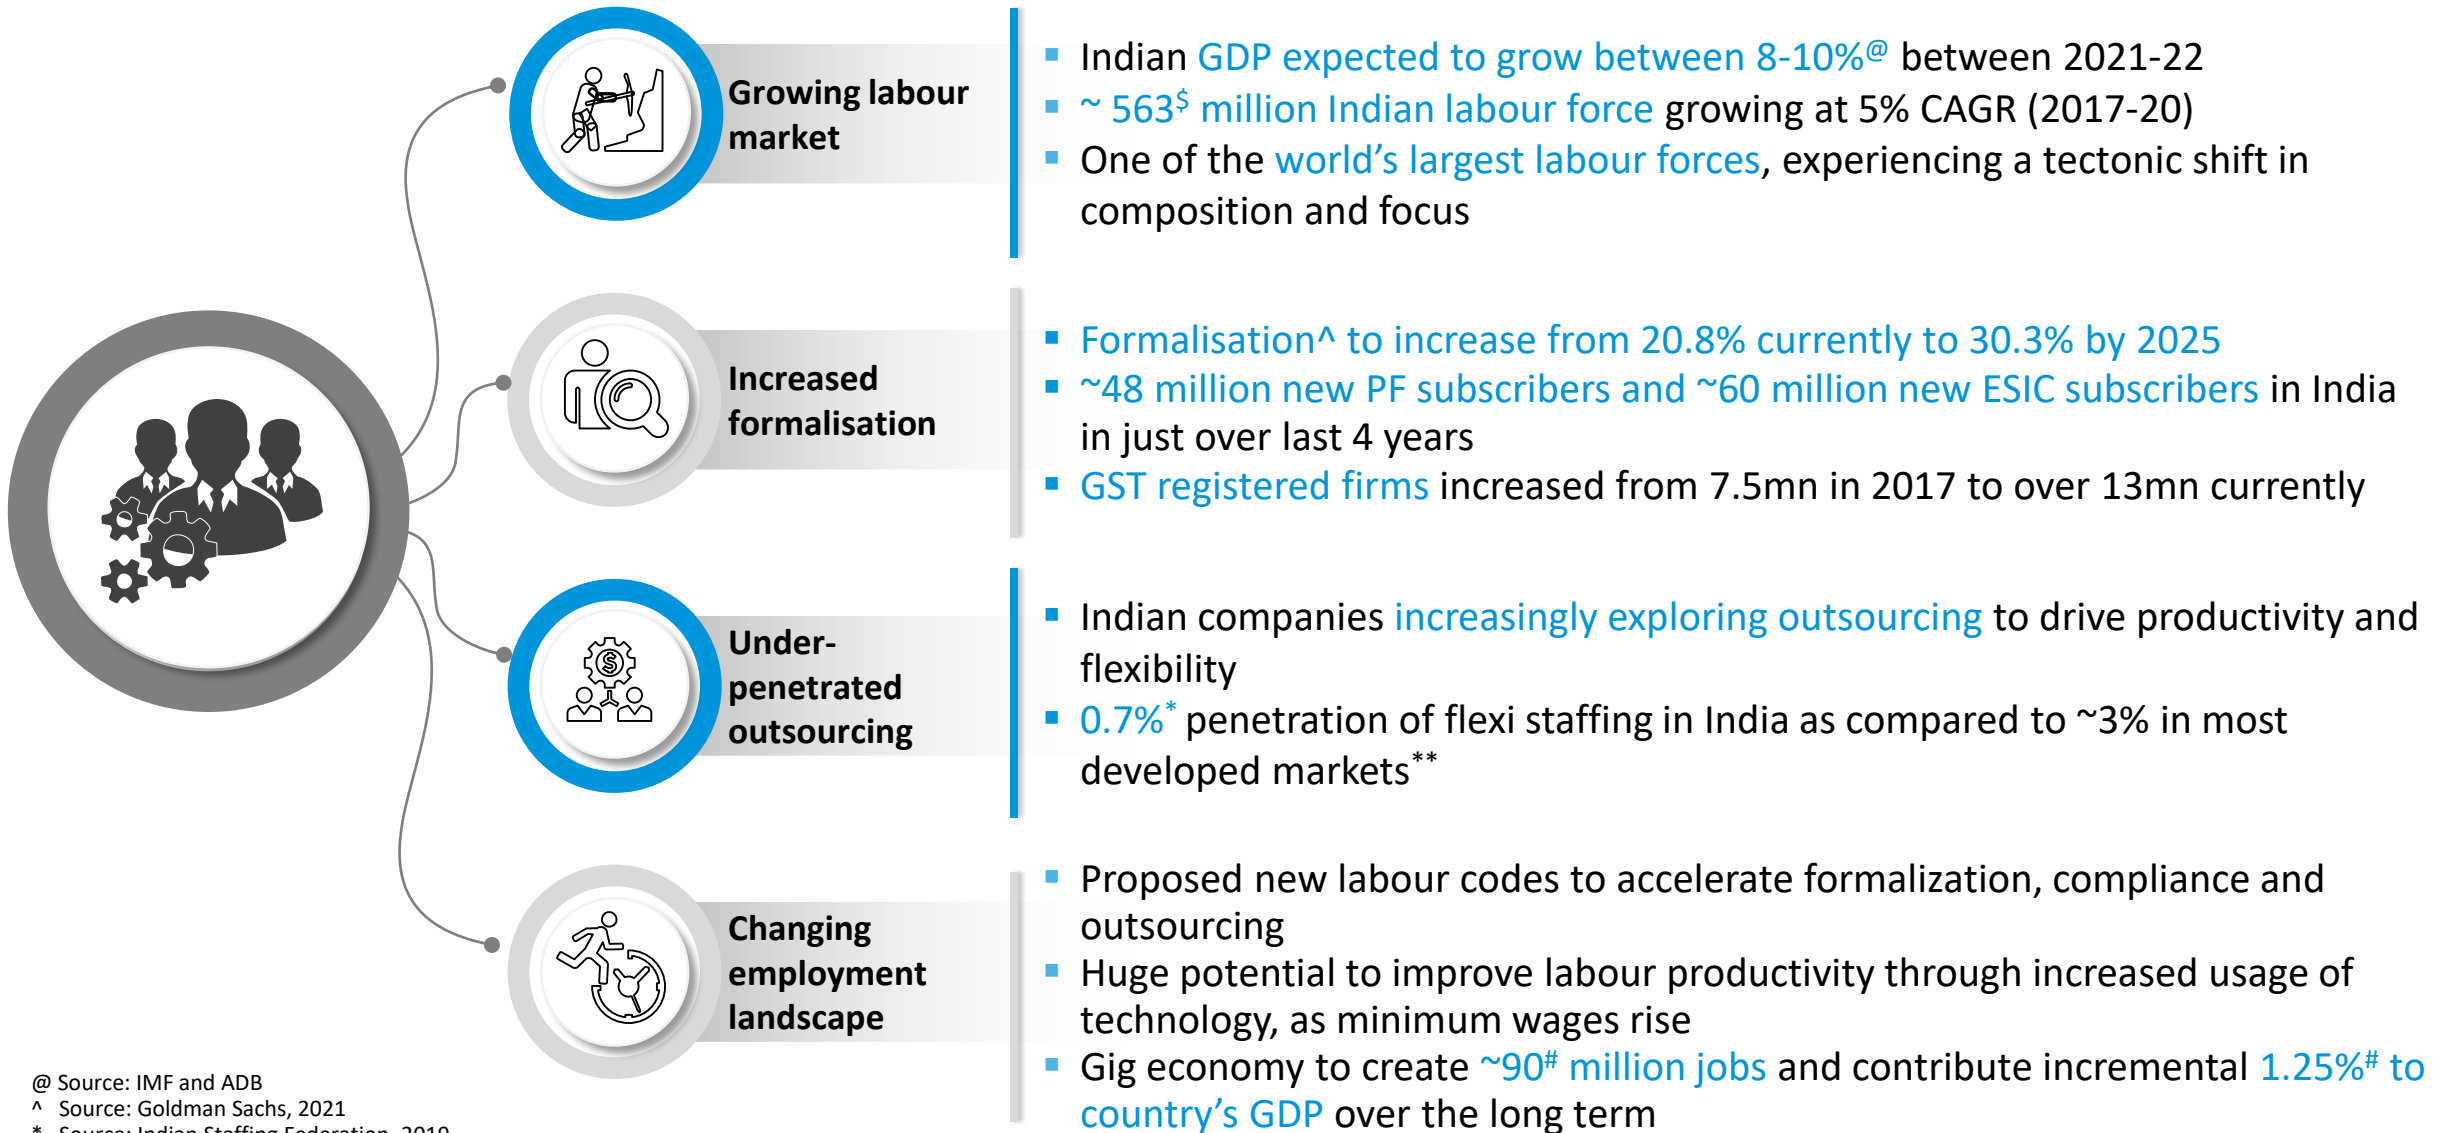 Growing labour
market
▪ Indian GDP expected to grow between 8-10%@ between 2021-22
▪ ~ 563$ million Indian labour force growing at 5% CAGR (2017-20)
▪ One of the world's largest labour forces, experiencing a tectonic shift in
composition and focus
Increased
formalisation
▪ Formalisation^ to increase from 20.8% currently to 30.3% by 2025
▪ ~48 million new PF subscribers and ~60 million new ESIC subscribers in India
in just over last 4 years
▪ GST registered firms increased from 7.5mn in 2017 to over 13mn currently
Under-
penetrated
outsourcing
▪ Indian companies increasingly exploring outsourcing to drive productivity and
flexibility
▪ 0.7%* penetration of flexi staffing in India as compared to ~3% in most
developed markets**
Changing
employment
landscape
▪ Proposed new labour codes to accelerate formalization, compliance and
outsourcing
▪ Huge potential to improve labour productivity through increased usage of
technology, as minimum wages rise
▪ Gig economy to create ~90# million jobs and contribute incremental 1.25%# to
country's GDP over the long term
@ Source: IMF and ADB
^ Source: Goldman Sachs, 2021
* Source: Indian Staffing Federation, 2019